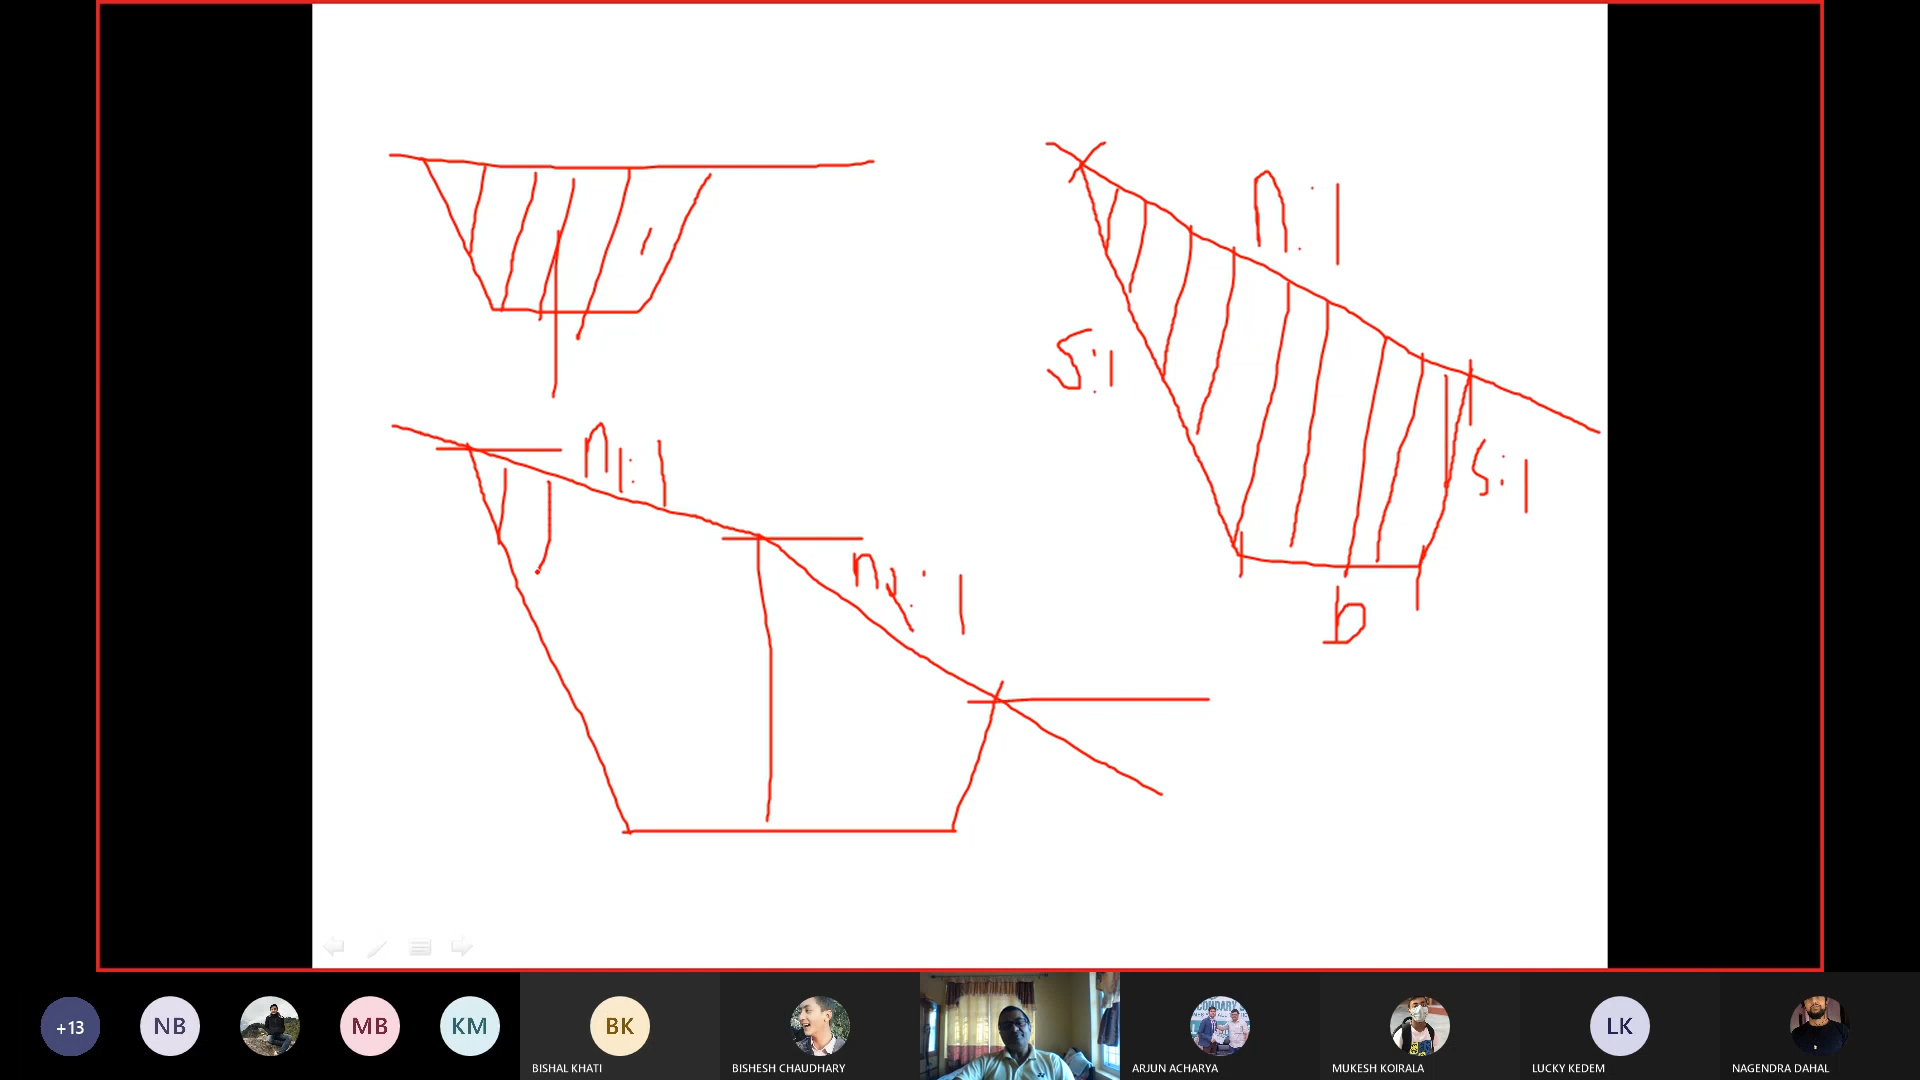 n:1
S:1
n1:1
S:1
n2:1
b
+13
NB
MB
KM
BK
LK
BISHAL KHATI
BISHESH CHAUDHARY
ARJUN ACHARYA
MUKESH KOIRALA
LUCKY KEDEM
NAGENDRA DAHAL